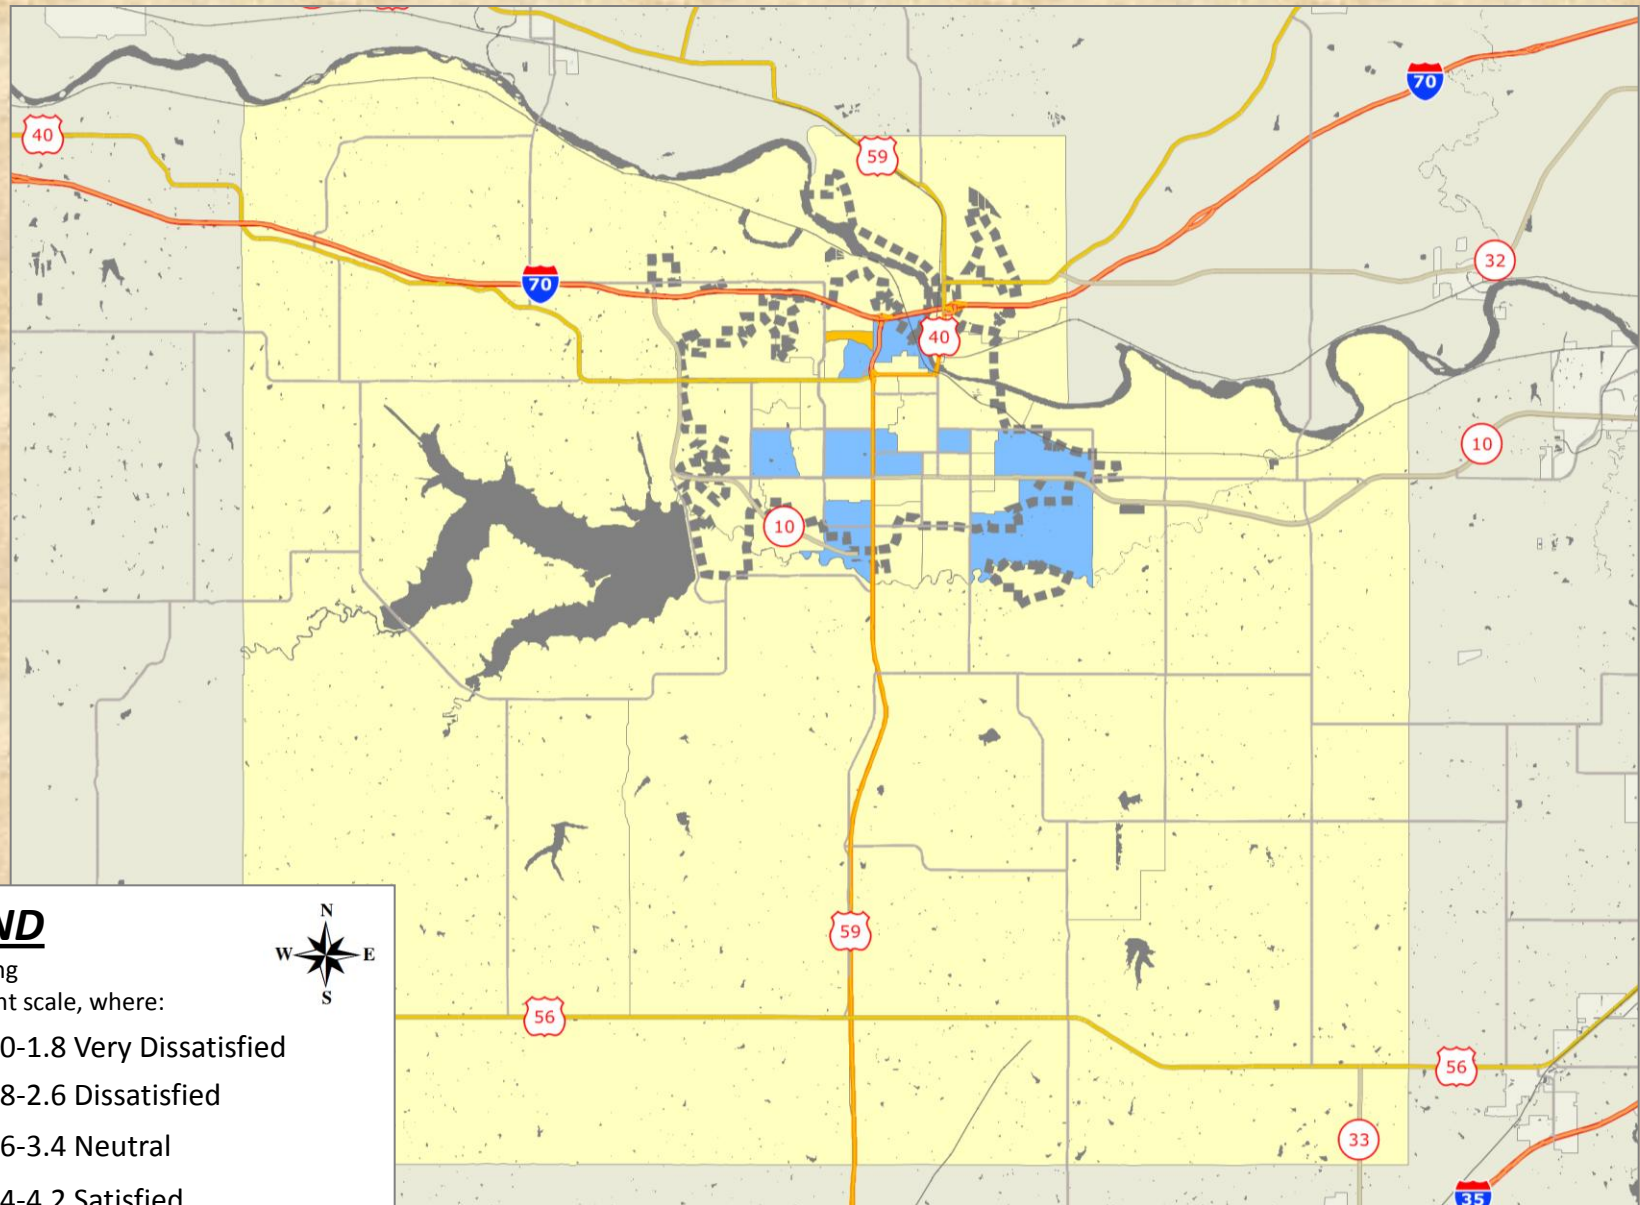 70
40
59
32
70
40
10
10
ND
N
W E
S
ng
nt scale, where:
0-1.8 Very Dissatisfied
8-2.6 Dissatisfied
6-3.4 Neutral
4-4.2 Satisfied
59
56
56
33
35